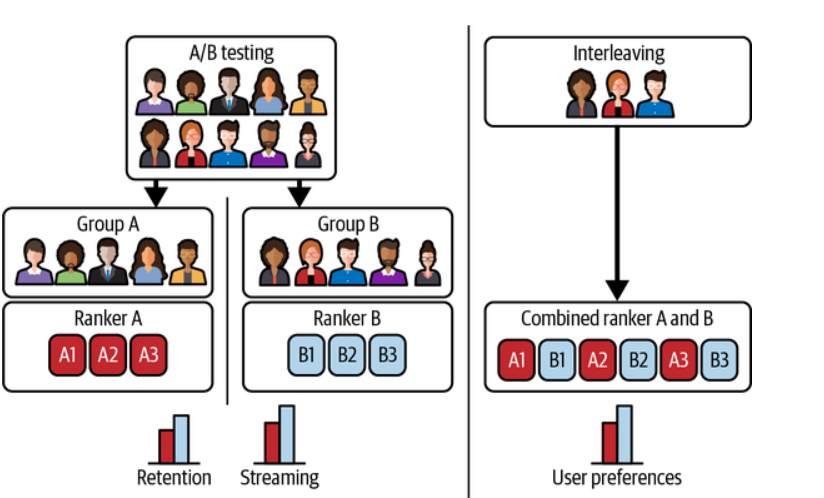 A/B testing
Group A
Group B
Ranker A
A1 A2 A3
Ranker B
B1 B2 B3
Retention
Streaming
Interleaving
Combined ranker A and B
A1 B1 A2 B2 A3 B3
User preferences